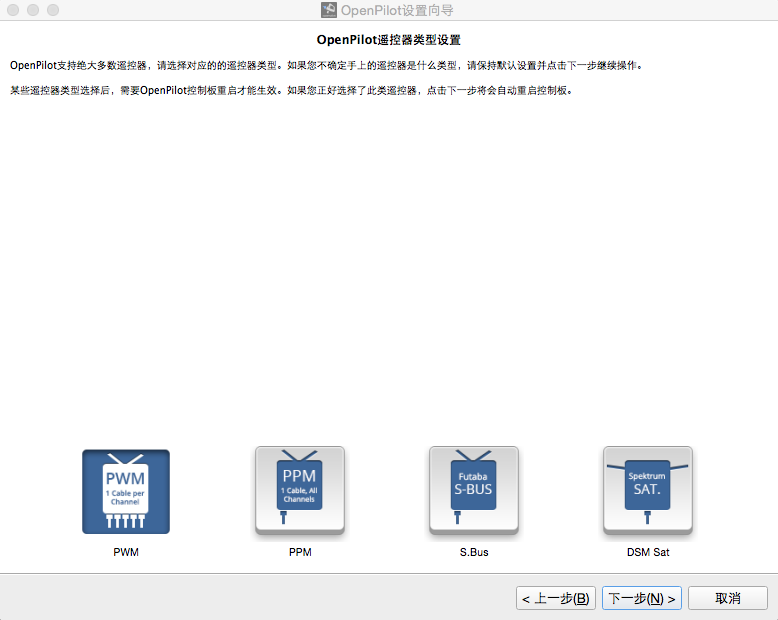 OpenPilot设置向导
OpenPilot遥控器类型设置
OpenPilot支持绝大多数遥控器，请选择对应的的遥控器类型。如果您不确定手上的遥控器是什么类型，请保持默认设置并点击下一步继续操作。
某些遥控器类型选择后，需要OpenPilot控制板重启才能生效。如果您正好选择了此类遥控器，点击下一步将会自动重启控制板。
PWM
1 Cable per
Channel
PPM
1 Cable, All
Channels
Futaba
S-BUS
Spektrum
SAT.
PWM
PPM
S.Bus
DSM Sat
< 上一步(B)
下一步(N) >
取消